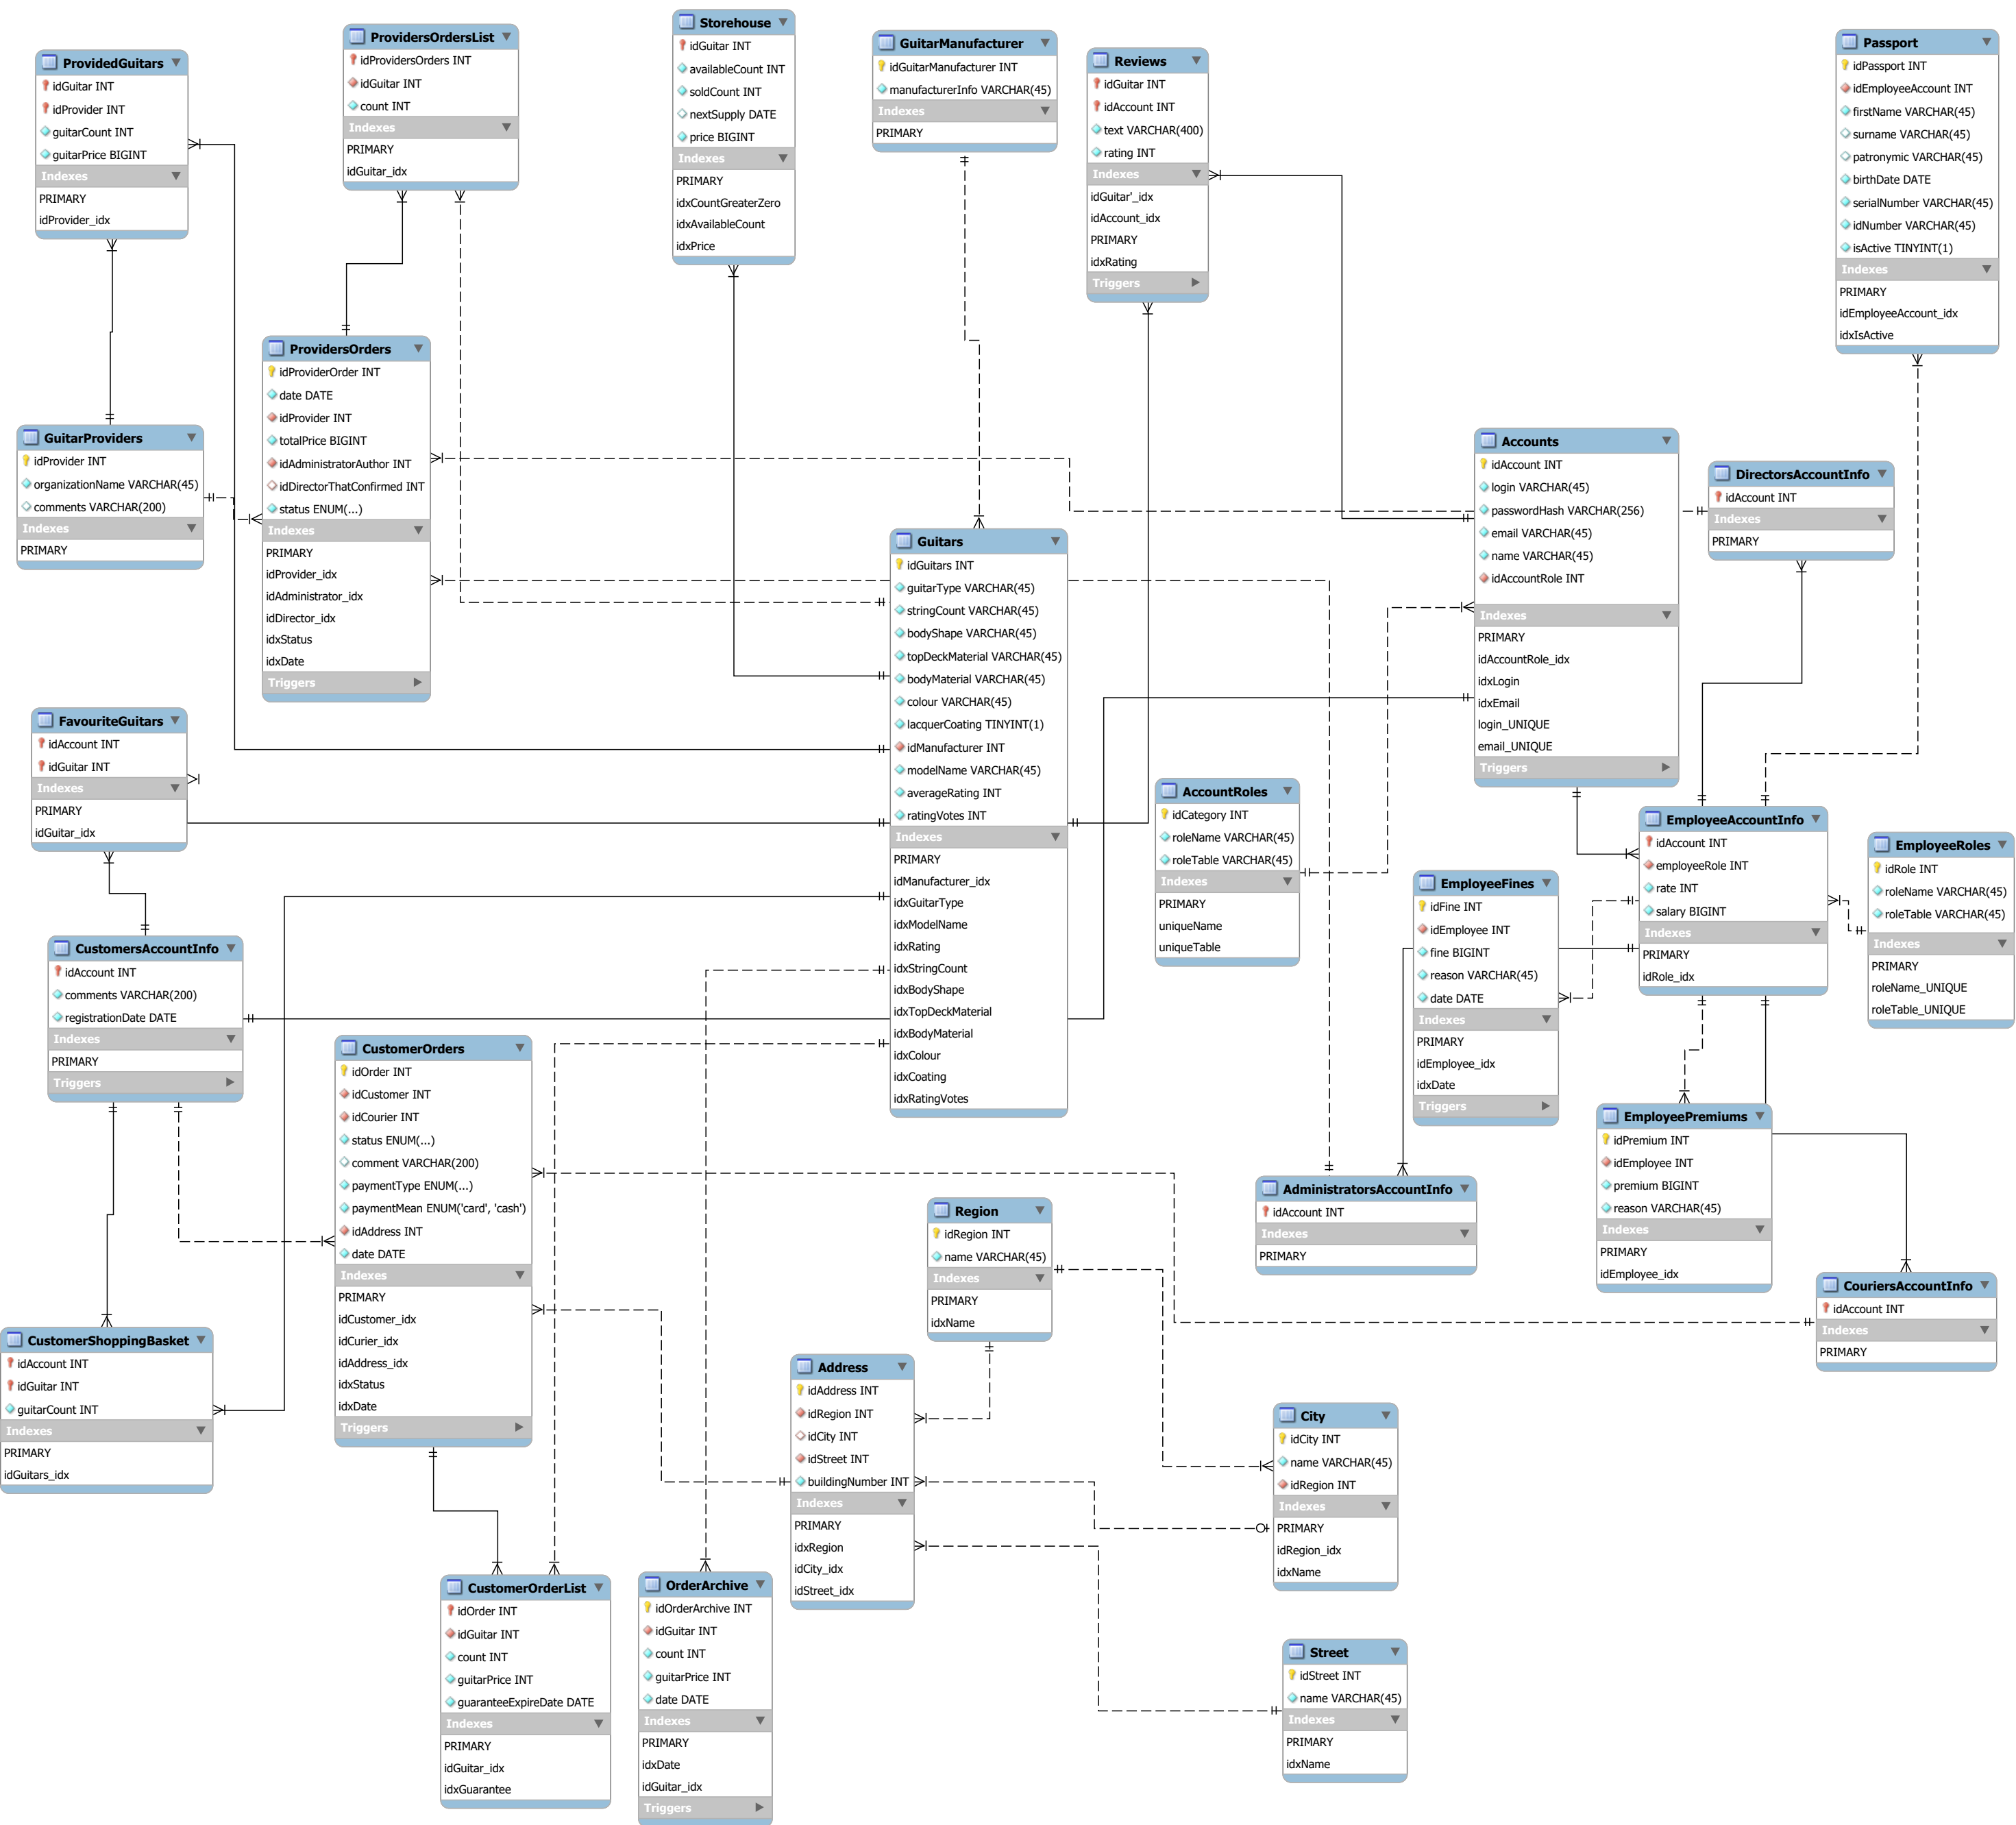 ProvidedGuitars
idGuitar INT
idProvider INT
guitarCount INT
guitarPrice BIGINT
Indexes
PRIMARY
idProvider_idx
ProvidersOrdersList
idProvidersOrders INT
idGuitar INT
count INT
Indexes
PRIMARY
idGuitar_idx
Storehouse
idGuitar INT
availableCount INT
soldCount INT
nextSupply DATE
price BIGINT
Indexes
PRIMARY
idxCountGreaterZero
idxAvailableCount
idxPrice
GuitarManufacturer
idGuitarManufacturer INT
manufacturerInfo VARCHAR(45)
Indexes
PRIMARY
Reviews
idGuitar INT
idAccount INT
text VARCHAR(400)
rating INT
Indexes
idGuitar'_idx
idAccount_idx
PRIMARY
idxRating
Triggers
Passport
idPassport INT
idEmployeeAccount INT
firstName VARCHAR(45)
surname VARCHAR(45)
patronymic VARCHAR(45)
birthDate DATE
serialNumber VARCHAR(45)
idNumber VARCHAR(45)
isActive TINYINT(1)
Indexes
PRIMARY
idEmployeeAccount_idx
idxIsActive
ProvidersOrders
idProviderOrder INT
date DATE
idProvider INT
totalPrice BIGINT
idAdministratorAuthor INT
idDirectorThatConfirmed INT
status ENUM(...)
Indexes
PRIMARY
idProvider_idx
idAdministrator_idx
idDirector_idx
idxStatus
idxDate
Triggers
GuitarProviders
idProvider INT
organizationName VARCHAR(45)
comments VARCHAR(200)
Indexes
PRIMARY
Accounts
idAccount INT
login VARCHAR(45)
passwordHash VARCHAR(256)
email VARCHAR(45)
name VARCHAR(45)
idAccountRole INT
Indexes
PRIMARY
idAccountRole_idx
idxLogin
idxEmail
login_UNIQUE
email_UNIQUE
Triggers
DirectorsAccountInfo
idAccount INT
Indexes
PRIMARY
Guitars
idGuitars INT
guitarType VARCHAR(45)
stringCount VARCHAR(45)
bodyShape VARCHAR(45)
topDeckMaterial VARCHAR(45)
bodyMaterial VARCHAR(45)
colour VARCHAR(45)
lacquerCoating TINYINT(1)
idManufacturer INT
modelName VARCHAR(45)
averageRating INT
ratingVotes INT
Indexes
PRIMARY
idManufacturer_idx
idxGuitarType
idxModelName
idxRating
idxStringCount
idxBodyShape
idxTopDeckMaterial
idxBodyMaterial
idxColour
idxCoating
idxRatingVotes
FavouriteGuitars
idAccount INT
idGuitar INT
Indexes
PRIMARY
idGuitar_idx
AccountRoles
idCategory INT
roleName VARCHAR(45)
roleTable VARCHAR(45)
Indexes
PRIMARY
uniqueName
uniqueTable
EmployeeAccountInfo
idAccount INT
employeeRole INT
rate INT
salary BIGINT
Indexes
PRIMARY
idRole_idx
EmployeeRoles
idRole INT
roleName VARCHAR(45)
roleTable VARCHAR(45)
Indexes
PRIMARY
roleName_UNIQUE
roleTable_UNIQUE
EmployeeFines
idFine INT
idEmployee INT
fine BIGINT
reason VARCHAR(45)
date DATE
Indexes
PRIMARY
idEmployee_idx
idxDate
Triggers
CustomersAccountInfo
idAccount INT
comments VARCHAR(200)
registrationDate DATE
Indexes
PRIMARY
Triggers
CustomerOrders
idOrder INT
idCustomer INT
idCourier INT
status ENUM(...)
comment VARCHAR(200)
paymentType ENUM(...)
paymentMean ENUM('card', 'cash')
idAddress INT
date DATE
Indexes
PRIMARY
idCustomer_idx
idCurier_idx
idAddress_idx
idxStatus
idxDate
Triggers
EmployeePremiums
idPremium INT
idEmployee INT
premium BIGINT
reason VARCHAR(45)
Indexes
PRIMARY
idEmployee_idx
AdministratorsAccountInfo
idAccount INT
Indexes
PRIMARY
Region
idRegion INT
name VARCHAR(45)
Indexes
PRIMARY
idxName
CouriersAccountInfo
idAccount INT
Indexes
PRIMARY
CustomerShoppingBasket
idAccount INT
idGuitar INT
guitarCount INT
Indexes
PRIMARY
idGuitars_idx
Address
idAddress INT
idRegion INT
idCity INT
idStreet INT
buildingNumber INT
Indexes
PRIMARY
idxRegion
idCity_idx
idStreet_idx
City
idCity INT
name VARCHAR(45)
idRegion INT
Indexes
PRIMARY
idRegion_idx
idxName
CustomerOrderList
idOrder INT
idGuitar INT
count INT
guitarPrice INT
guaranteeExpireDate DATE
Indexes
PRIMARY
idGuitar_idx
idxGuarantee
OrderArchive
idOrderArchive INT
idGuitar INT
count INT
guitarPrice INT
date DATE
Indexes
PRIMARY
idxDate
idGuitar_idx
Triggers
Street
idStreet INT
name VARCHAR(45)
Indexes
PRIMARY
idxName